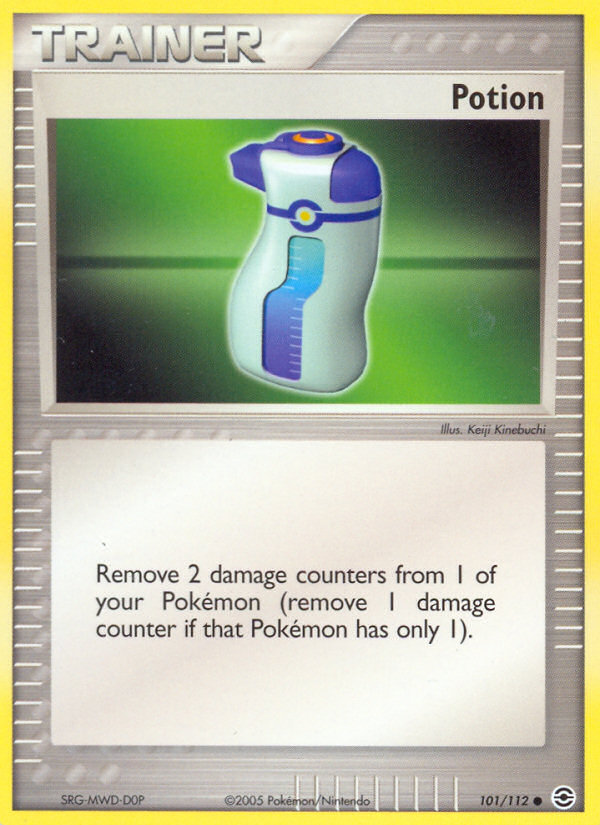 TRAINER
Potion
Illus. Keiji Kinebuchi
Remove 2 damage counters from 1 of
your Pokémon (remove 1 damage
counter if that Pokémon has only 1).
SRG-MWD-D0P
©2005 Pokémon/Nintendo
101/112